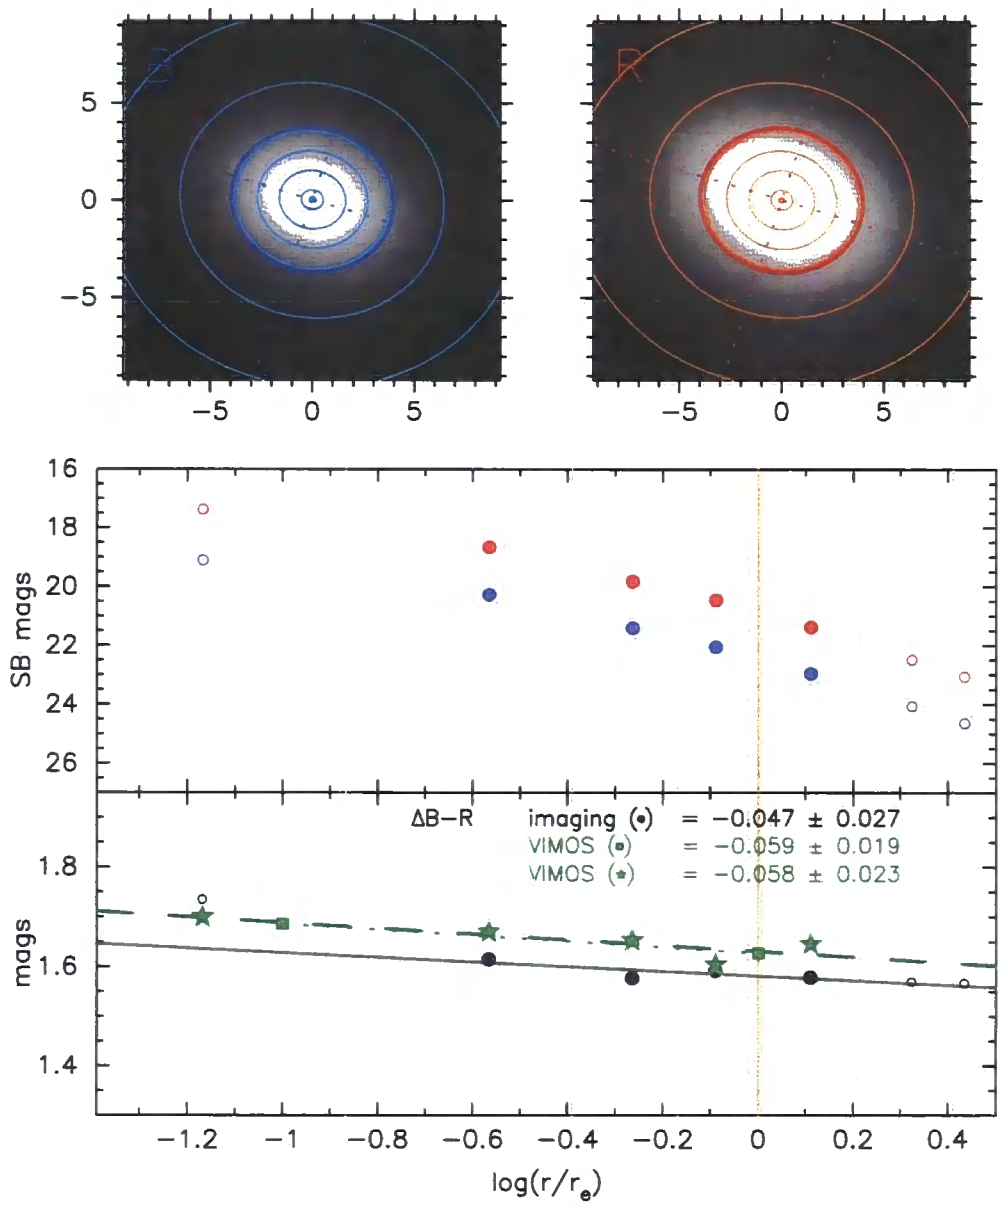 B R
5
0
−5
−5 0 5 −5 0 5
16
18
20
22
24
26
SB mags
ΔB−R imaging (●) = −0.047 ± 0.027
VIMOS (■) = −0.059 ± 0.019
VIMOS (★) = −0.058 ± 0.023
1.8
1.6
1.4
mags
−1.2 −1 −0.8 −0.6 −0.4 −0.2 0 0.2 0.4
log(r/rₑ)